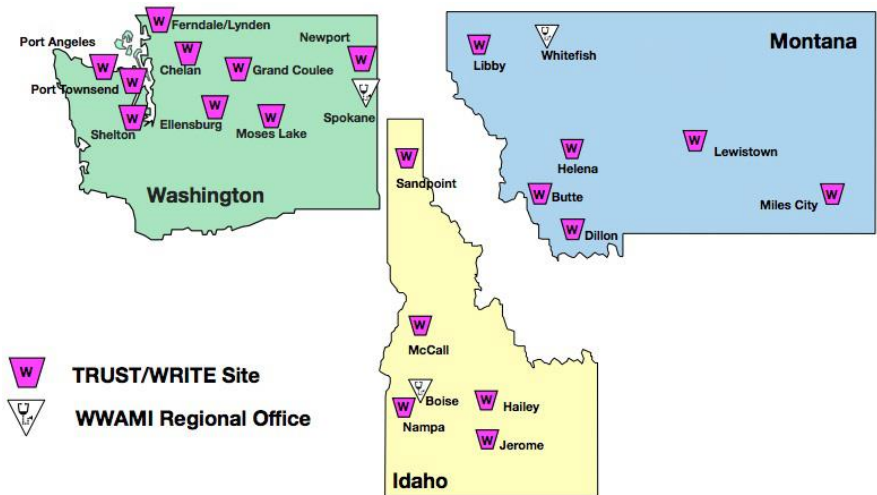 Ferndale/Lynden
Port Angeles
Newport
W
W
W
W
W
Chelan
Grand Coulee
W
Port Townsend
W
W
W
W
Shelton
Ellensburg
Moses Lake
Spokane
Washington
W
Libby
Whitefish
Montana
W
Helena
W
Lewistown
W
Butte
W
Miles City
W
Dillon
W
Sandpoint
W
McCall
Boise
W
Nampa
W
Hailey
W
Jerome
Idaho
W
TRUST/WRITE Site
WWAMI Regional Office